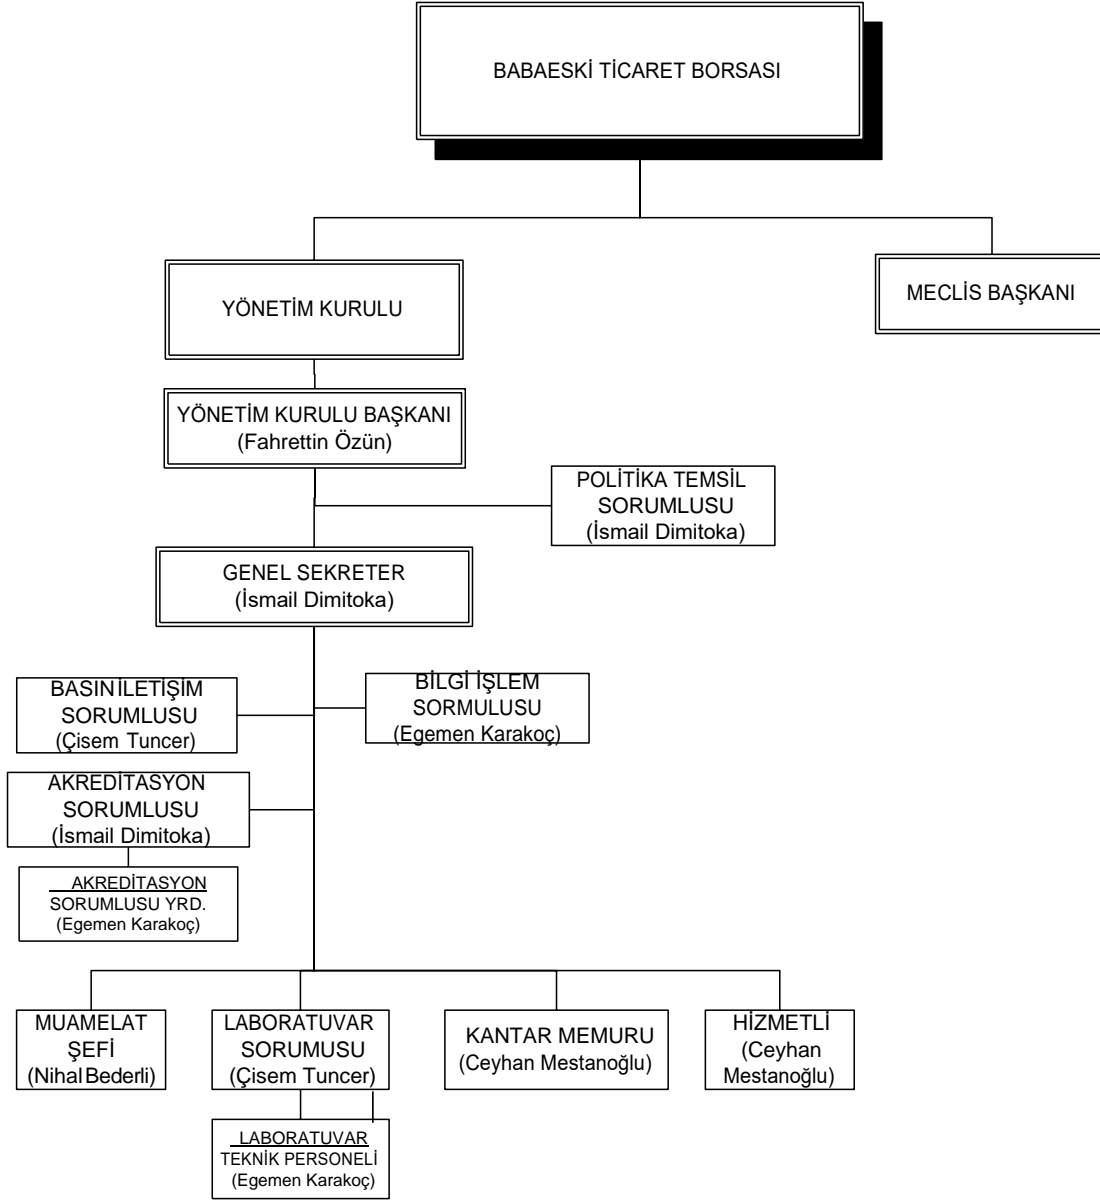 BABAESKİ TİCARET BORSASI
YÖNETİM KURULU
MECLİS BAŞKANI
YÖNETİM KURULU BAŞKANI
(Fahrettin Özün)
POLİTİKA TEMSİL
SORUMLUSU
(İsmail Dimitoka)
GENEL SEKRETER
(İsmail Dimitoka)
BASIN İLETİŞİM
SORUMLUSU
(Çisem Tuncer)
BİLGİ İŞLEM
SORMULUSU
(Egemen Karakoç)
AKREDİTASYON
SORUMLUSU
(İsmail Dimitoka)
AKREDİTASYON
SORUMLUSU YRD.
(Egemen Karakoç)
MUAMELAT
ŞEFİ
(Nihal Bederli)
LABORATUVAR
SORUMUSU
(Çisem Tuncer)
KANTAR MEMURU
(Ceyhan Mestanoğlu)
HİZMETLİ
(Ceyhan
Mestanoğlu)
LABORATUVAR
TEKNİK PERSONELİ
(Egemen Karakoç)